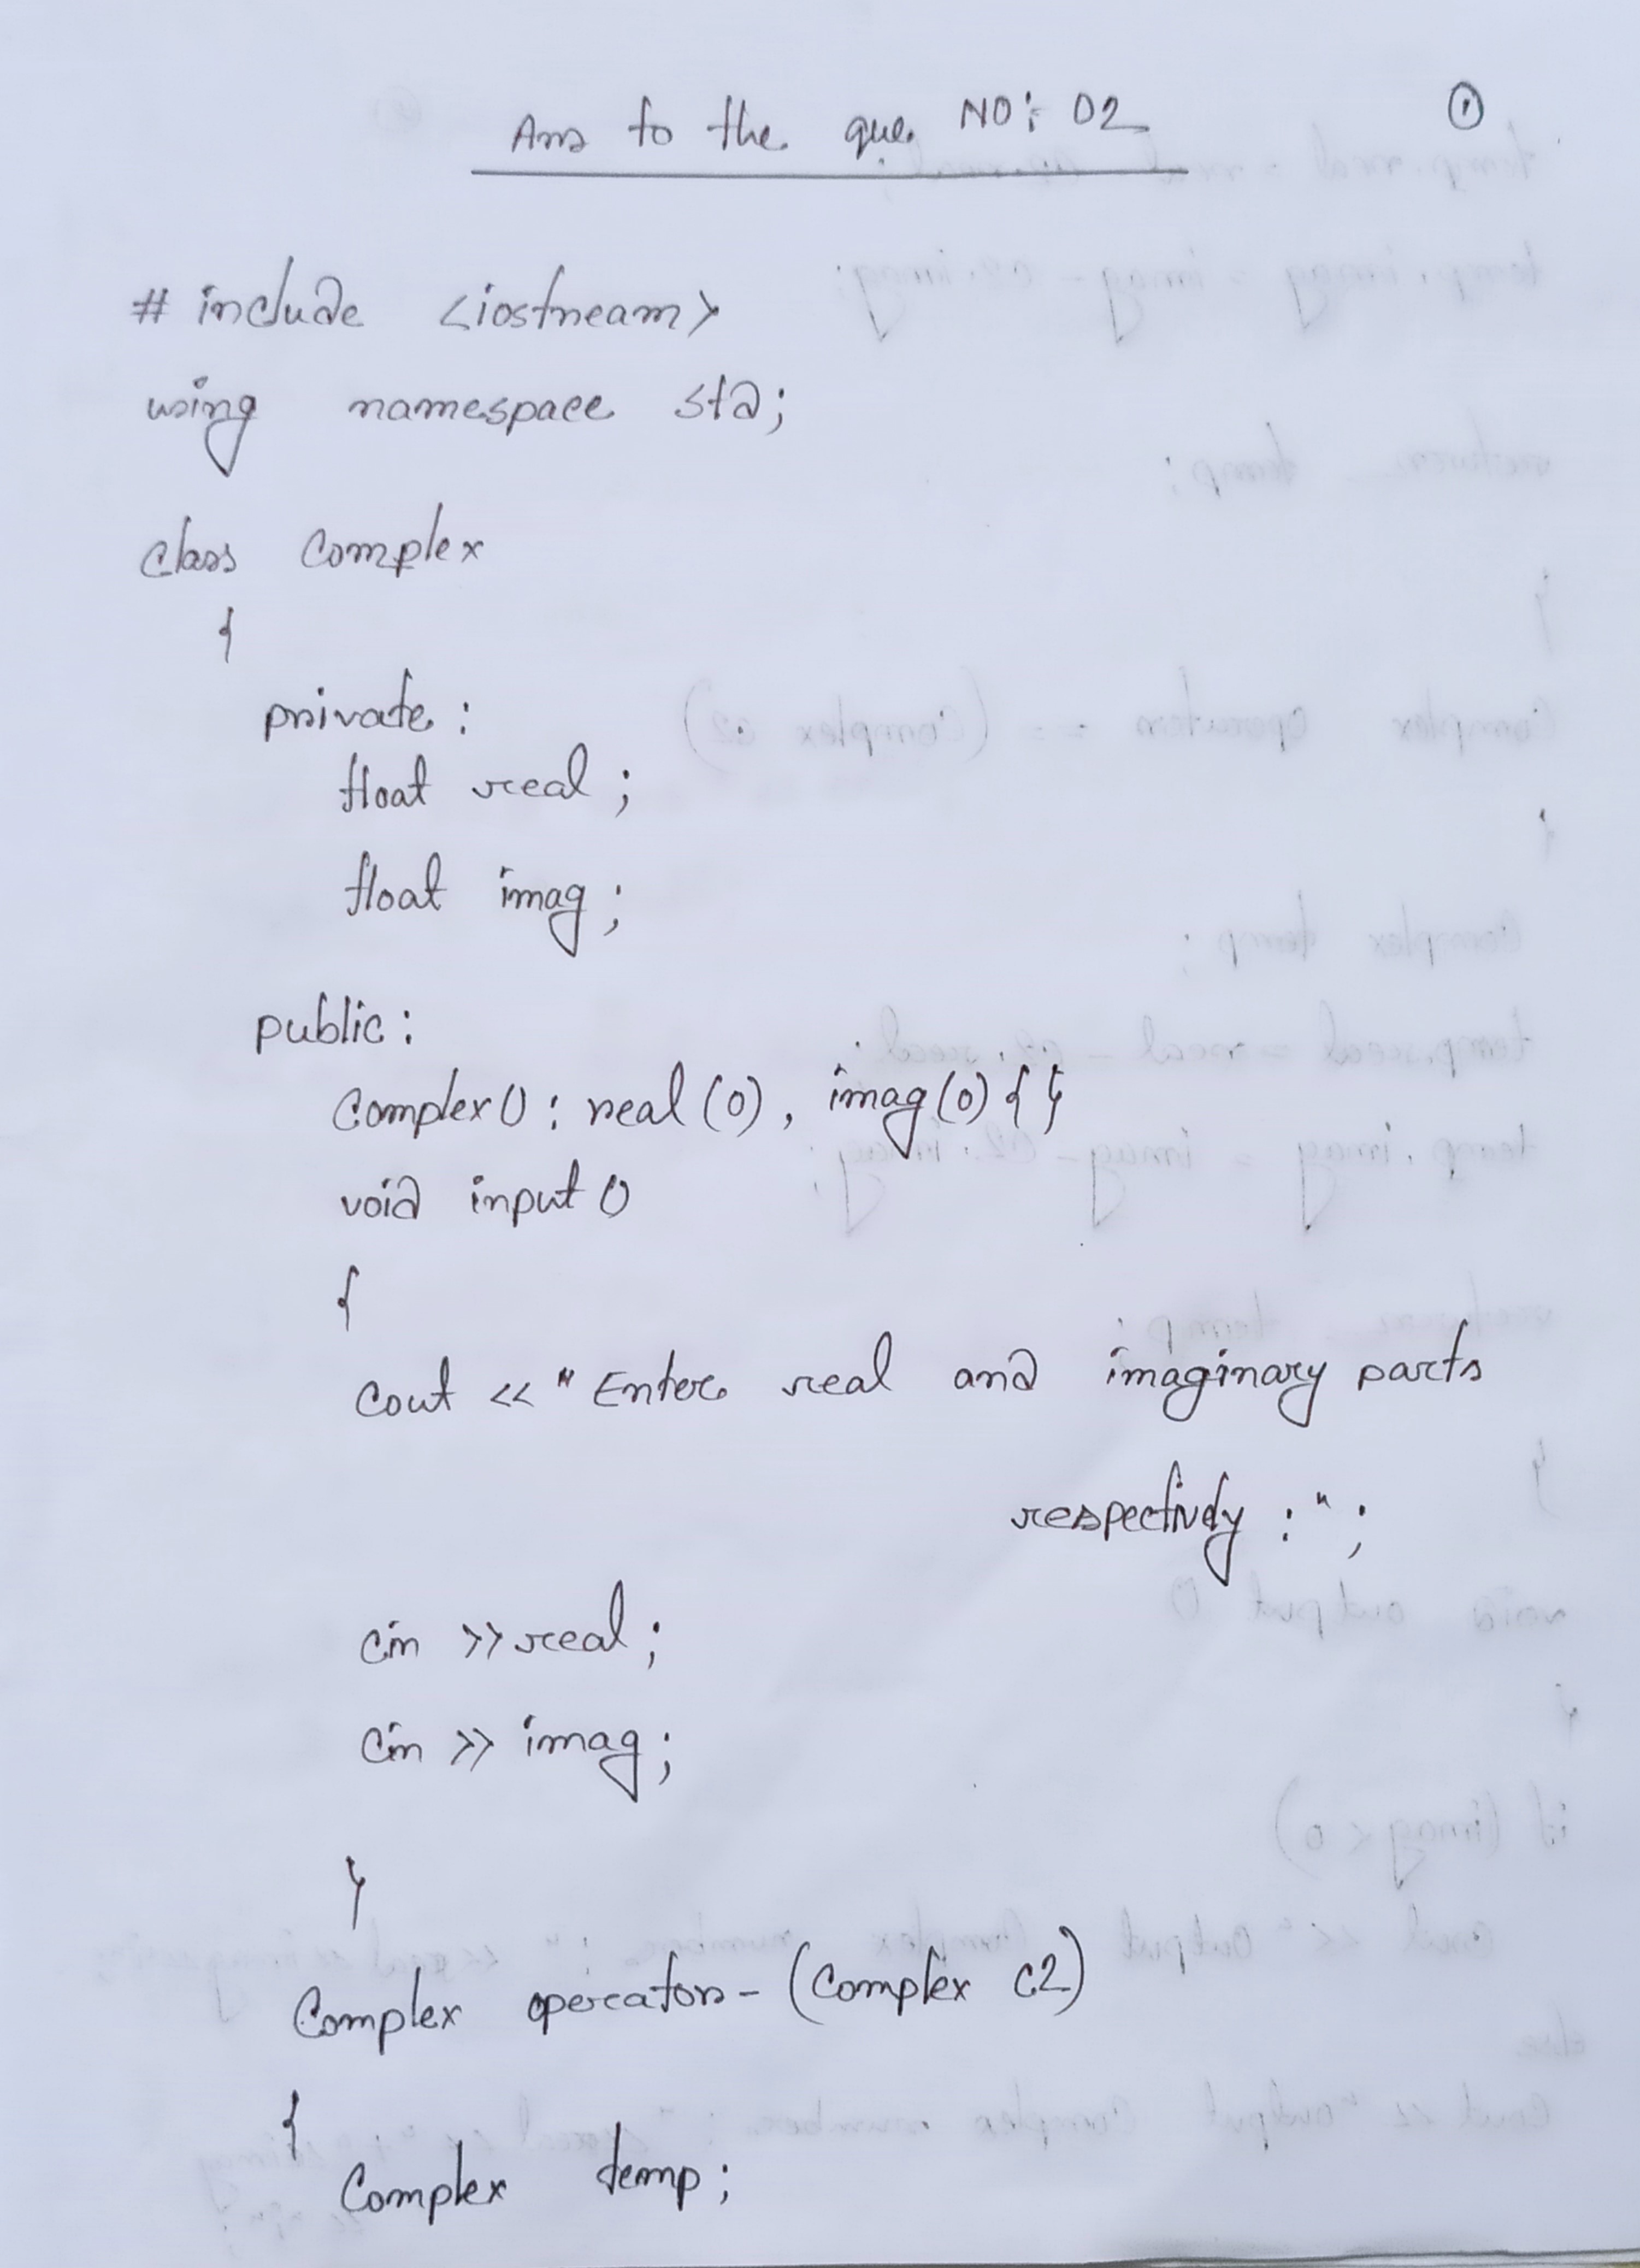 Ans to the que. NO: 02
1
# include <iostream>
using namespace std;
class Complex
{
private :
float real ;
float imag ;
public :
Complex() : real (0), imag (0) { }
void input ()
{
cout << " Enter real and imaginary parts
respectively : " ;
cin >> real ;
cin >> imag ;
}
Complex operator - (Complex c2)
{
Complex temp ;